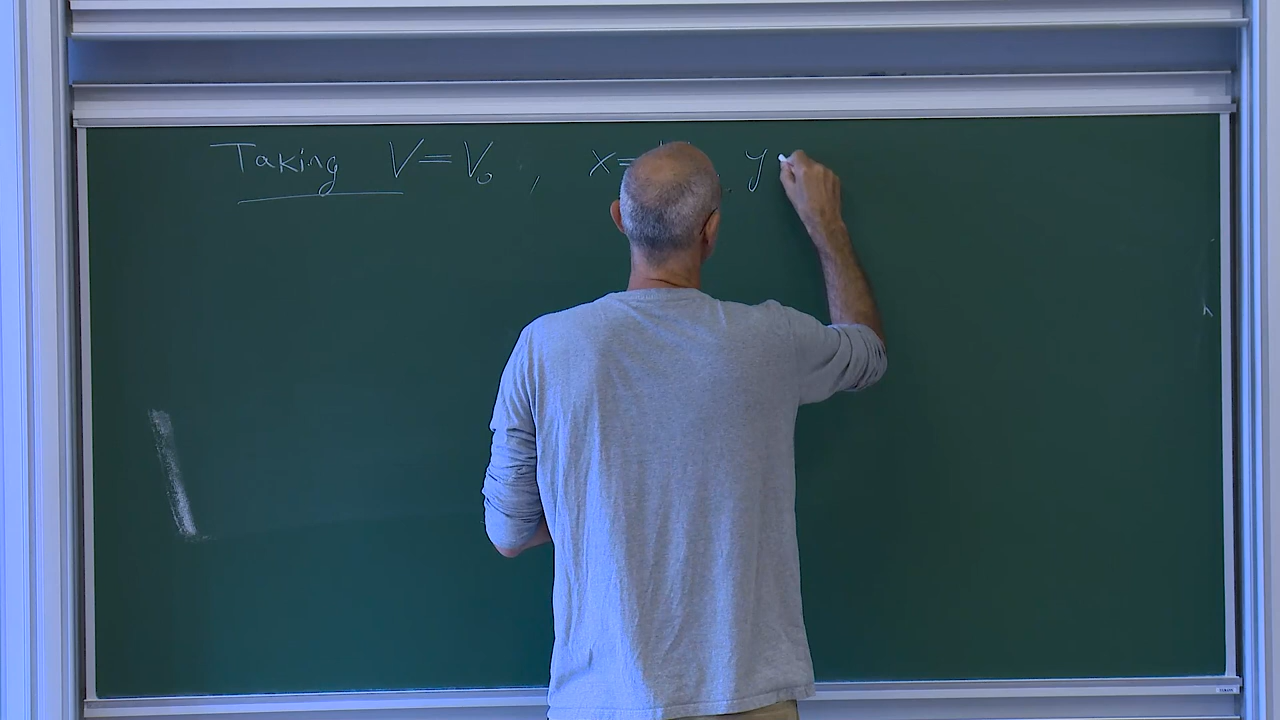 Taking V = V₀ , x = y